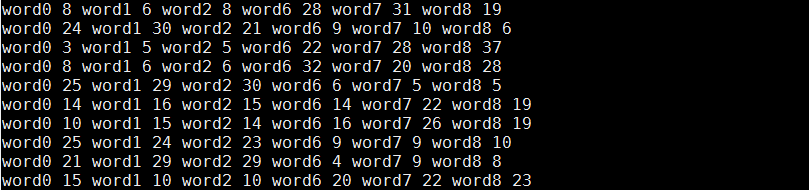 word0 8 word1 6 word2 8 word6 28 word7 31 word8 19
word0 24 word1 30 word2 21 word6 9 word7 10 word8 6
word0 3 word1 5 word2 5 word6 22 word7 28 word8 37
word0 8 word1 6 word2 6 word6 32 word7 20 word8 28
word0 25 word1 29 word2 30 word6 6 word7 5 word8 5
word0 14 word1 16 word2 15 word6 14 word7 22 word8 19
word0 10 word1 15 word2 14 word6 16 word7 26 word8 19
word0 25 word1 24 word2 23 word6 9 word7 9 word8 10
word0 21 word1 29 word2 29 word6 4 word7 9 word8 8
word0 15 word1 10 word2 10 word6 20 word7 22 word8 23